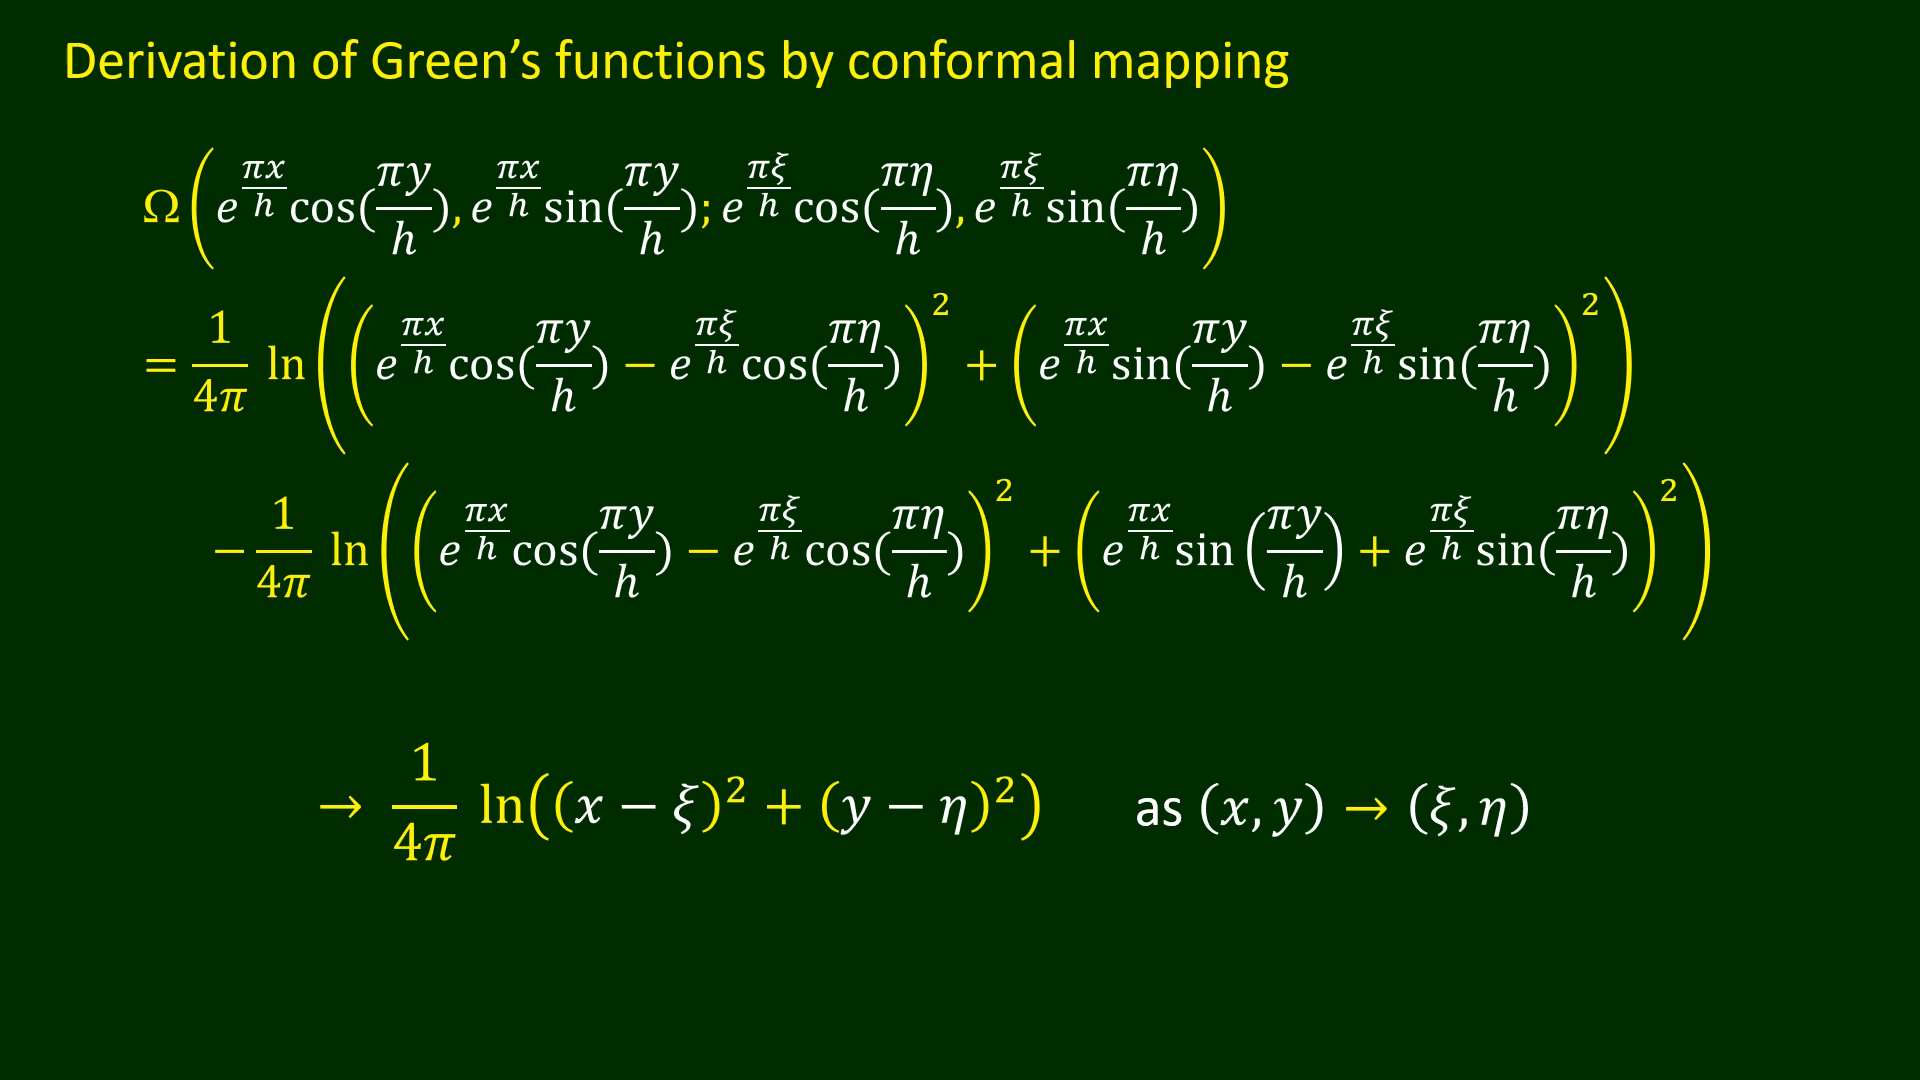 Derivation of Green’s functions by conformal mapping
Ω(e^{πx/h}cos(πy/h), e^{πx/h}sin(πy/h); e^{πξ/h}cos(πη/h), e^{πξ/h}sin(πη/h))
= 1/4π ln((e^{πx/h}cos(πy/h) − e^{πξ/h}cos(πη/h))^2 + (e^{πx/h}sin(πy/h) − e^{πξ/h}sin(πη/h))^2)
− 1/4π ln((e^{πx/h}cos(πy/h) − e^{πξ/h}cos(πη/h))^2 + (e^{πx/h}sin(πy/h) + e^{πξ/h}sin(πη/h))^2)
→ 1/4π ln((x − ξ)^2 + (y − η)^2) as (x, y) → (ξ, η)